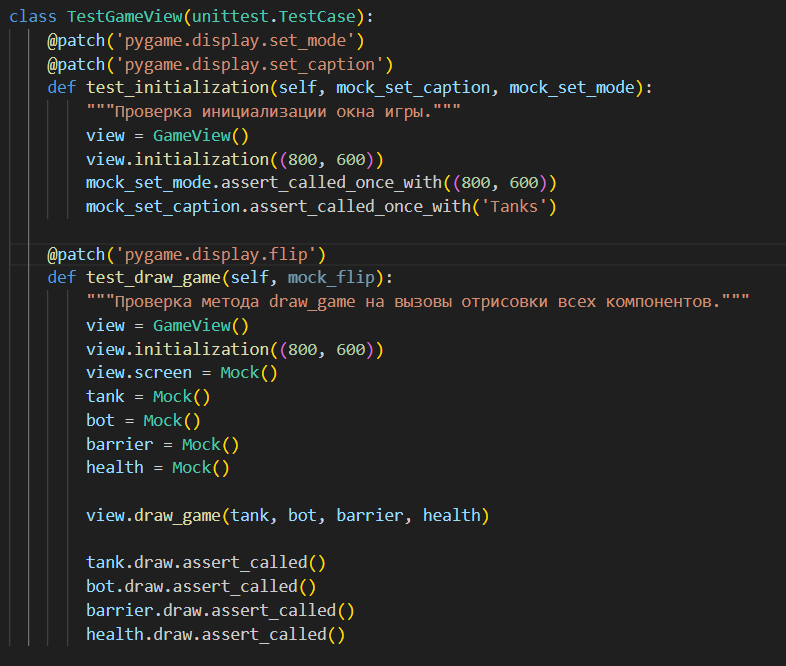 class TestGameView(unittest.TestCase):
    @patch('pygame.display.set_mode')
    @patch('pygame.display.set_caption')
    def test_initialization(self, mock_set_caption, mock_set_mode):
        """Проверка инициализации окна игры."""
        view = GameView()
        view.initialization((800, 600))
        mock_set_mode.assert_called_once_with((800, 600))
        mock_set_caption.assert_called_once_with('Tanks')

    @patch('pygame.display.flip')
    def test_draw_game(self, mock_flip):
        """Проверка метода draw_game на вызовы отрисовки всех компонентов."""
        view = GameView()
        view.initialization((800, 600))
        view.screen = Mock()
        tank = Mock()
        bot = Mock()
        barrier = Mock()
        health = Mock()

        view.draw_game(tank, bot, barrier, health)

        tank.draw.assert_called()
        bot.draw.assert_called()
        barrier.draw.assert_called()
        health.draw.assert_called()